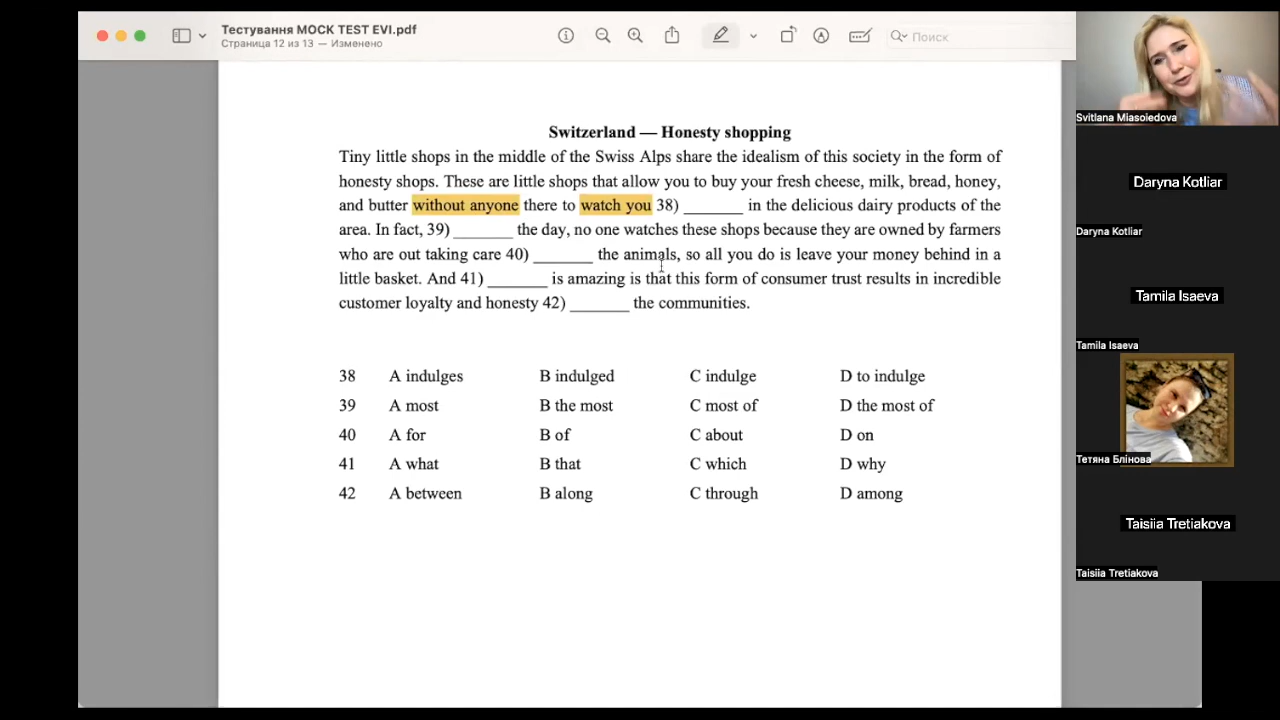 Тестування MOCK TEST EVI.pdf
Страница 12 из 13 — Изменено
Поиск
Switzerland — Honesty shopping
Tiny little shops in the middle of the Swiss Alps share the idealism of this society in the form of
honesty shops. These are little shops that allow you to buy your fresh cheese, milk, bread, honey,
and butter without anyone there to watch you 38) _______ in the delicious dairy products of the
area. In fact, 39) _______ the day, no one watches these shops because they are owned by farmers
who are out taking care 40) _______ the animals, so all you do is leave your money behind in a
little basket. And 41) _______ is amazing is that this form of consumer trust results in incredible
customer loyalty and honesty 42) _______ the communities.
38 A indulges B indulged C indulge D to indulge
39 A most B the most C most of D the most of
40 A for B of C about D on
41 A what B that C which D why
42 A between B along C through D among
Svitlana Miasoiedova
Daryna Kotliar
Daryna Kotliar
Tamila Isaeva
Tamila Isaeva
Тетяна Блінова
Taisiia Tretiakova
Taisiia Tretiakova